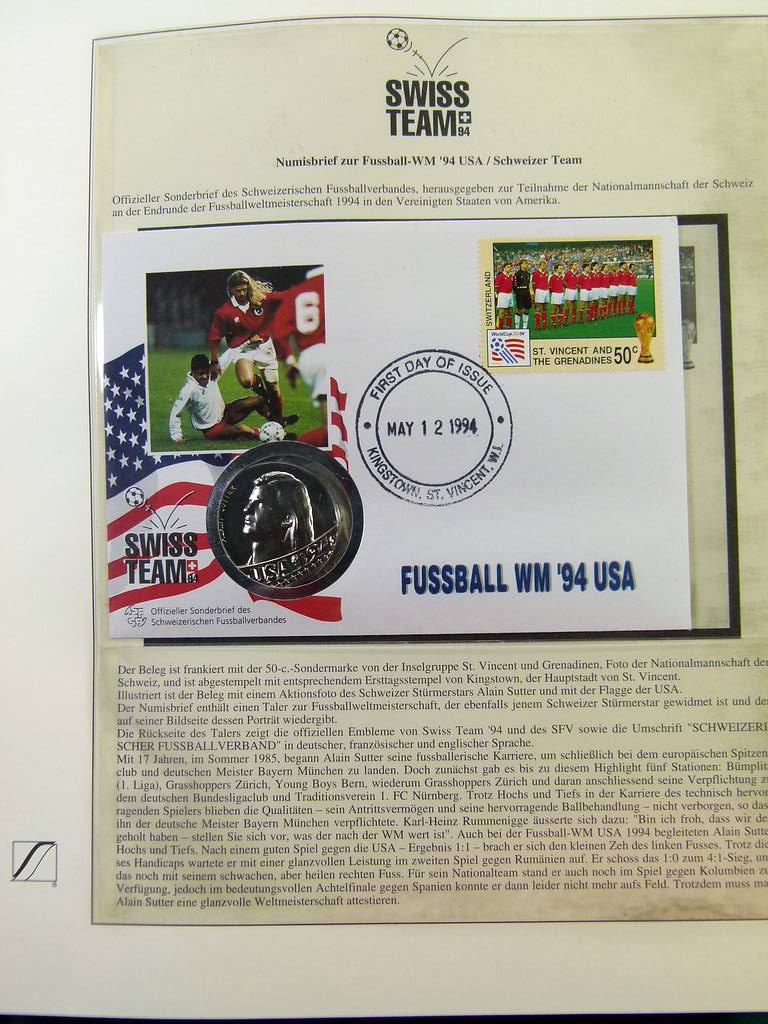 SWISS
TEAM 94
Numisbrief zur Fussball-WM '94 USA / Schweizer Team
Offizieller Sonderbrief des Schweizerischen Fussballverbandes, herausgegeben zur Teilnahme der Nationalmannschaft der Schweiz
an der Endrunde der Fussballweltmeisterschaft 1994 in den Vereinigten Staaten von Amerika.
6
SWITZERLAND
WorldCup USA94
ST. VINCENT AND
THE GRENADINES 50c
FIRST DAY OF ISSUE
MAY 12 1994
KINGSTOWN, ST. VINCENT, W.I.
USA
SWISS
TEAM 94
ASF
SFV
Offizieller Sonderbrief des
Schweizerischen Fussballverbandes
FUSSBALL WM '94 USA
Der Beleg ist frankiert mit der 50-c.-Sondermarke von der Inselgruppe St. Vincent und Grenadinen, Foto der Nationalmannschaft der
Schweiz, und ist abgestempelt mit entsprechendem Ersttagsstempel von Kingstown, der Hauptstadt von St. Vincent.
Illustriert ist der Beleg mit einem Aktionsfoto des Schweizer Stürmerstars Alain Sutter und mit der Flagge der USA.
Der Numisbrief enthält einen Taler zur Fussballweltmeisterschaft, der ebenfalls jenem Schweizer Stürmerstar gewidmet ist und de
auf seiner Bildseite dessen Porträt wiedergibt.
Die Rückseite des Talers zeigt die offiziellen Embleme von Swiss Team '94 und des SFV sowie die Umschrift "SCHWEIZERI
SCHER FUSSBALLVERBAND" in deutscher, französischer und englischer Sprache.
Mit 17 Jahren, im Sommer 1985, begann Alain Sutter seine fussballerische Karriere, um schließlich bei dem europäischen Spitzen
club und deutschen Meister Bayern München zu landen. Doch zunächst gab es bis zu diesem Highlight fünf Stationen: Bümpliz
(1. Liga), Grasshoppers Zürich, Young Boys Bern, wiederum Grasshoppers Zürich und daran anschliessend seine Verpflichtung z
dem deutschen Bundesligaclub und Traditionsverein 1. FC Nürnberg. Trotz Hochs und Tiefs in der Karriere des technisch hervor
ragenden Spielers blieben die Qualitäten – sein Antrittsvermögen und seine hervorragende Ballbehandlung – nicht verborgen, so das
ihn der deutsche Meister Bayern München verpflichtete. Karl-Heinz Rummenigge äusserte sich dazu: "Bin ich froh, dass wir de
geholt haben – stellen Sie sich vor, was der nach der WM wert ist". Auch bei der Fussball-WM USA 1994 begleiteten Alain Sutte
Hochs und Tiefs. Nach einem guten Spiel gegen die USA – Ergebnis 1:1 – brach er sich den kleinen Zeh des linken Fusses. Trotz die
ses Handicaps wartete er mit einer glanzvollen Leistung im zweiten Spiel gegen Rumänien auf. Er schoss das 1:0 zum 4:1-Sieg, un
das noch mit seinem schwachen, aber heilen rechten Fuss. Für sein Nationalteam stand er auch noch im Spiel gegen Kolumbien zu
Verfügung, jedoch im bedeutungsvollen Achtelfinale gegen Spanien konnte er dann leider nicht mehr aufs Feld. Trotzdem muss ma
Alain Sutter eine glanzvolle Weltmeisterschaft attestieren.